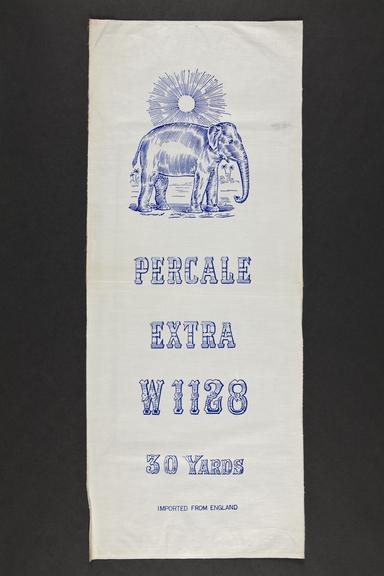 PERCALE
EXTRA
W 1128
30 YARDS
IMPORTED FROM ENGLAND